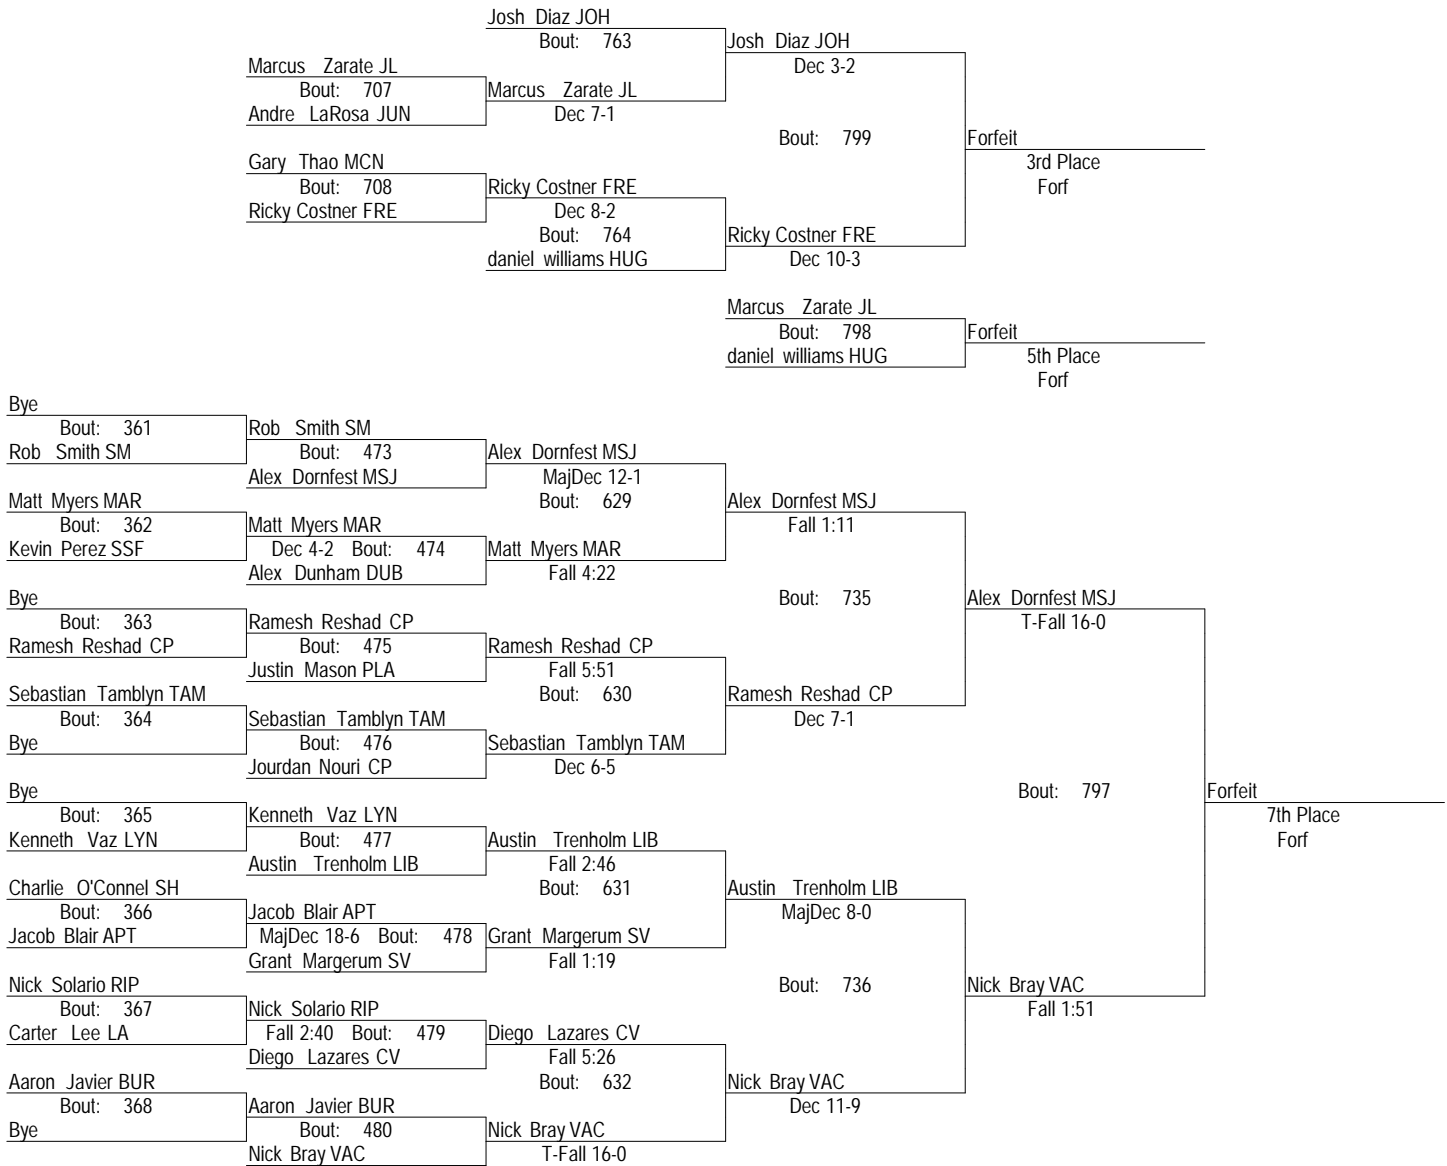 Josh Diaz JOH
Bout: 763
Josh Diaz JOH
Marcus Zarate JL
Dec 3-2
Bout: 707
Marcus Zarate JL
Andre LaRosa JUN
Dec 7-1
Bout: 799
Forfeit
Gary Thao MCN
3rd Place
Bout: 708
Ricky Costner FRE
Forf
Ricky Costner FRE
Dec 8-2
Bout: 764
Ricky Costner FRE
daniel williams HUG
Dec 10-3
Marcus Zarate JL
Bout: 798
Forfeit
daniel williams HUG
5th Place
Forf
Bye
Bout: 361
Rob Smith SM
Rob Smith SM
Bout: 473
Alex Dornfest MSJ
Alex Dornfest MSJ
MajDec 12-1
Matt Myers MAR
Bout: 629
Alex Dornfest MSJ
Bout: 362
Matt Myers MAR
Fall 1:11
Kevin Perez SSF
Dec 4-2 Bout: 474
Matt Myers MAR
Alex Dunham DUB
Fall 4:22
Bye
Bout: 735
Alex Dornfest MSJ
Bout: 363
Ramesh Reshad CP
T-Fall 16-0
Ramesh Reshad CP
Bout: 475
Ramesh Reshad CP
Justin Mason PLA
Fall 5:51
Sebastian Tamblyn TAM
Bout: 630
Ramesh Reshad CP
Bout: 364
Sebastian Tamblyn TAM
Dec 7-1
Bye
Bout: 476
Sebastian Tamblyn TAM
Jourdan Nouri CP
Dec 6-5
Bye
Bout: 797
Forfeit
Bout: 365
Kenneth Vaz LYN
7th Place
Kenneth Vaz LYN
Bout: 477
Austin Trenholm LIB
Forf
Austin Trenholm LIB
Fall 2:46
Charlie O'Connel SH
Bout: 631
Austin Trenholm LIB
Bout: 366
Jacob Blair APT
MajDec 8-0
Jacob Blair APT
MajDec 18-6 Bout: 478
Grant Margerum SV
Grant Margerum SV
Fall 1:19
Nick Solario RIP
Bout: 736
Nick Bray VAC
Bout: 367
Nick Solario RIP
Fall 1:51
Carter Lee LA
Fall 2:40 Bout: 479
Diego Lazares CV
Diego Lazares CV
Fall 5:26
Aaron Javier BUR
Bout: 632
Nick Bray VAC
Bout: 368
Aaron Javier BUR
Dec 11-9
Bye
Bout: 480
Nick Bray VAC
Nick Bray VAC
T-Fall 16-0